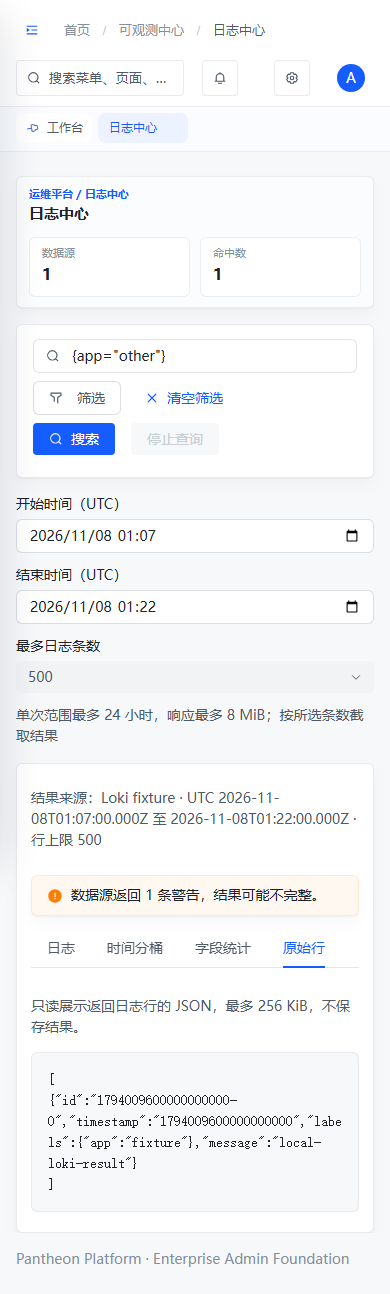 首页 / 可观测中心 / 日志中心
搜索菜单、页面、...
A
工作台
日志中心
运维平台 / 日志中心
日志中心
数据源
1
命中数
1
{app="other"}
筛选
清空筛选
搜索
停止查询
开始时间（UTC）
2026/11/08 01:07
结束时间（UTC）
2026/11/08 01:22
最多日志条数
500
单次范围最多 24 小时，响应最多 8 MiB；按所选条数截
取结果
结果来源：Loki fixture · UTC 2026-11-
08T01:07:00.000Z 至 2026-11-08T01:22:00.000Z ·
行上限 500
数据源返回 1 条警告，结果可能不完整。
日志 时间分桶 字段统计 原始行
只读展示返回日志行的 JSON，最多 256 KiB，不保
存结果。
[
{"id":"1794009600000000000-
0","timestamp":"1794009600000000000","labe
ls":{"app":"fixture"},"message":"local-
loki-result"}
]
Pantheon Platform · Enterprise Admin Foundation